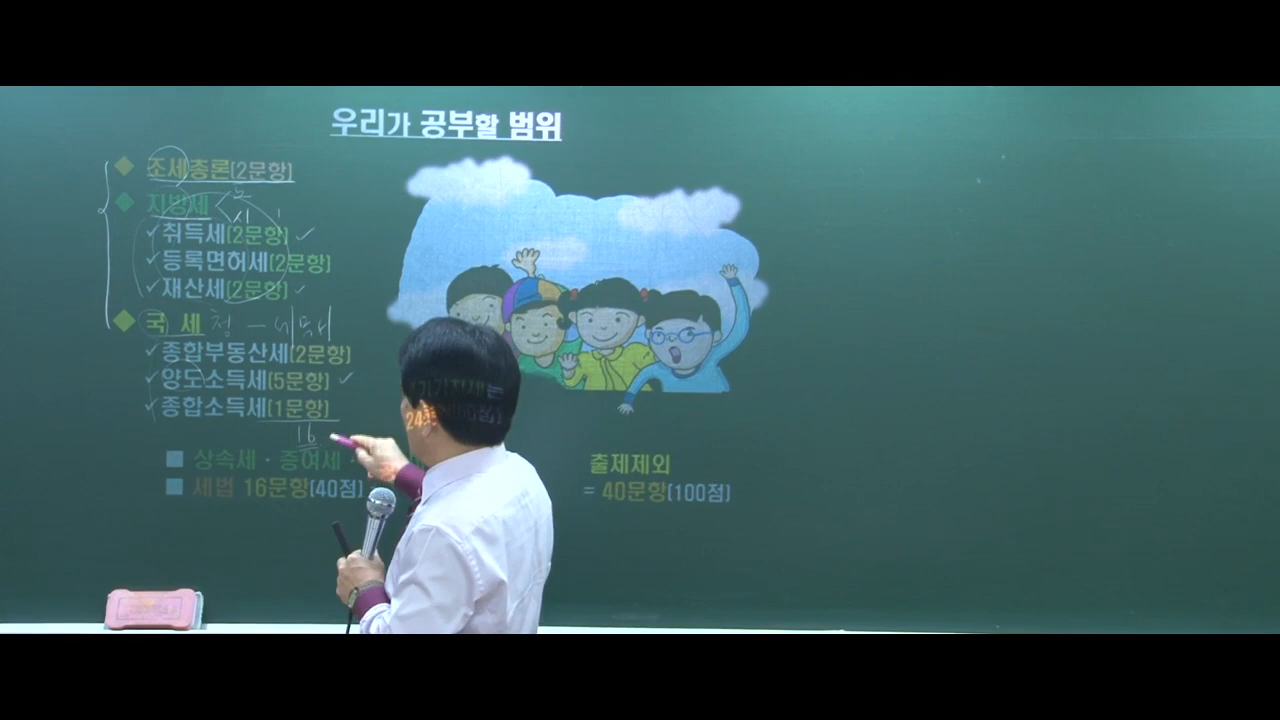 우리가 공부할 범위
조세총론(2문항)
지방세
취득세(2문항)
등록면허세(2문항)
재산세(2문항)
국 세
종합부동산세(2문항)
양도소득세(5문항)
종합소득세(1문항)
16
상속세 · 증여세 · 출제제외
세법 16문항(40점) = 40문항(100점)